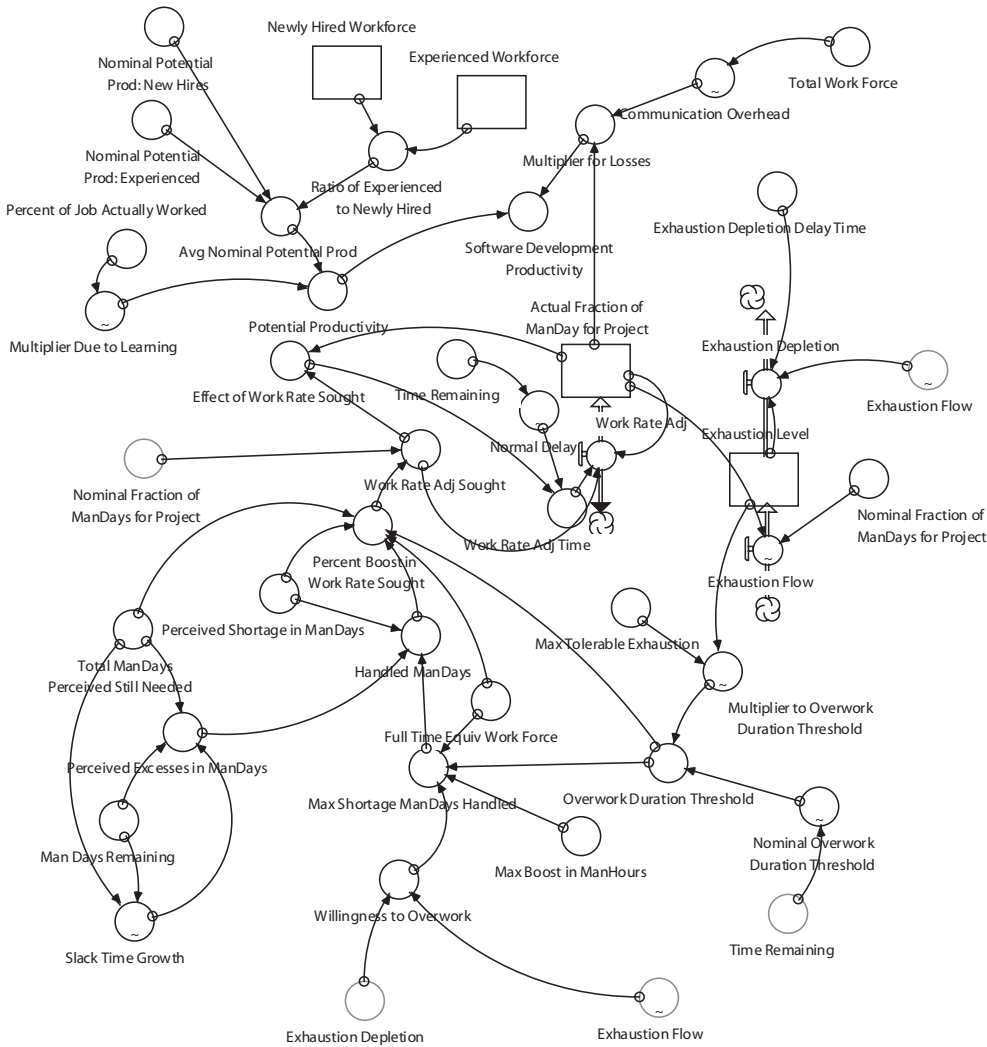 Newly Hired Workforce
Experienced Workforce
Nominal Potential
Prod: New Hires
Total Work Force
Communication Overhead
Nominal Potential
Prod: Experienced
Multiplier for Losses
Ratio of Experienced
to Newly Hired
Percent of Job Actually Worked
Exhaustion Depletion Delay Time
Avg Nominal Potential Prod
Software Development
Productivity
Actual Fraction of
ManDay for Project
Potential Productivity
Multiplier Due to Learning
Exhaustion Depletion
Effect of Work Rate Sought
Time Remaining
Exhaustion Flow
Work Rate Adj
Exhaustion Level
Normal Delay
Work Rate Adj Sought
Nominal Fraction of
ManDays for Project
Nominal Fraction of
ManDays for Project
Work Rate Adj Time
Percent Boost in
Work Rate Sought
Exhaustion Flow
Perceived Shortage in ManDays
Max Tolerable Exhaustion
Total ManDays
Perceived Still Needed
Handled ManDays
Multiplier to Overwork
Duration Threshold
Full Time Equiv Work Force
Perceived Excesses in ManDays
Max Shortage ManDays Handled
Overwork Duration Threshold
Nominal Overwork
Duration Threshold
Man Days Remaining
Max Boost in ManHours
Willingness to Overwork
Time Remaining
Slack Time Growth
Exhaustion Depletion
Exhaustion Flow